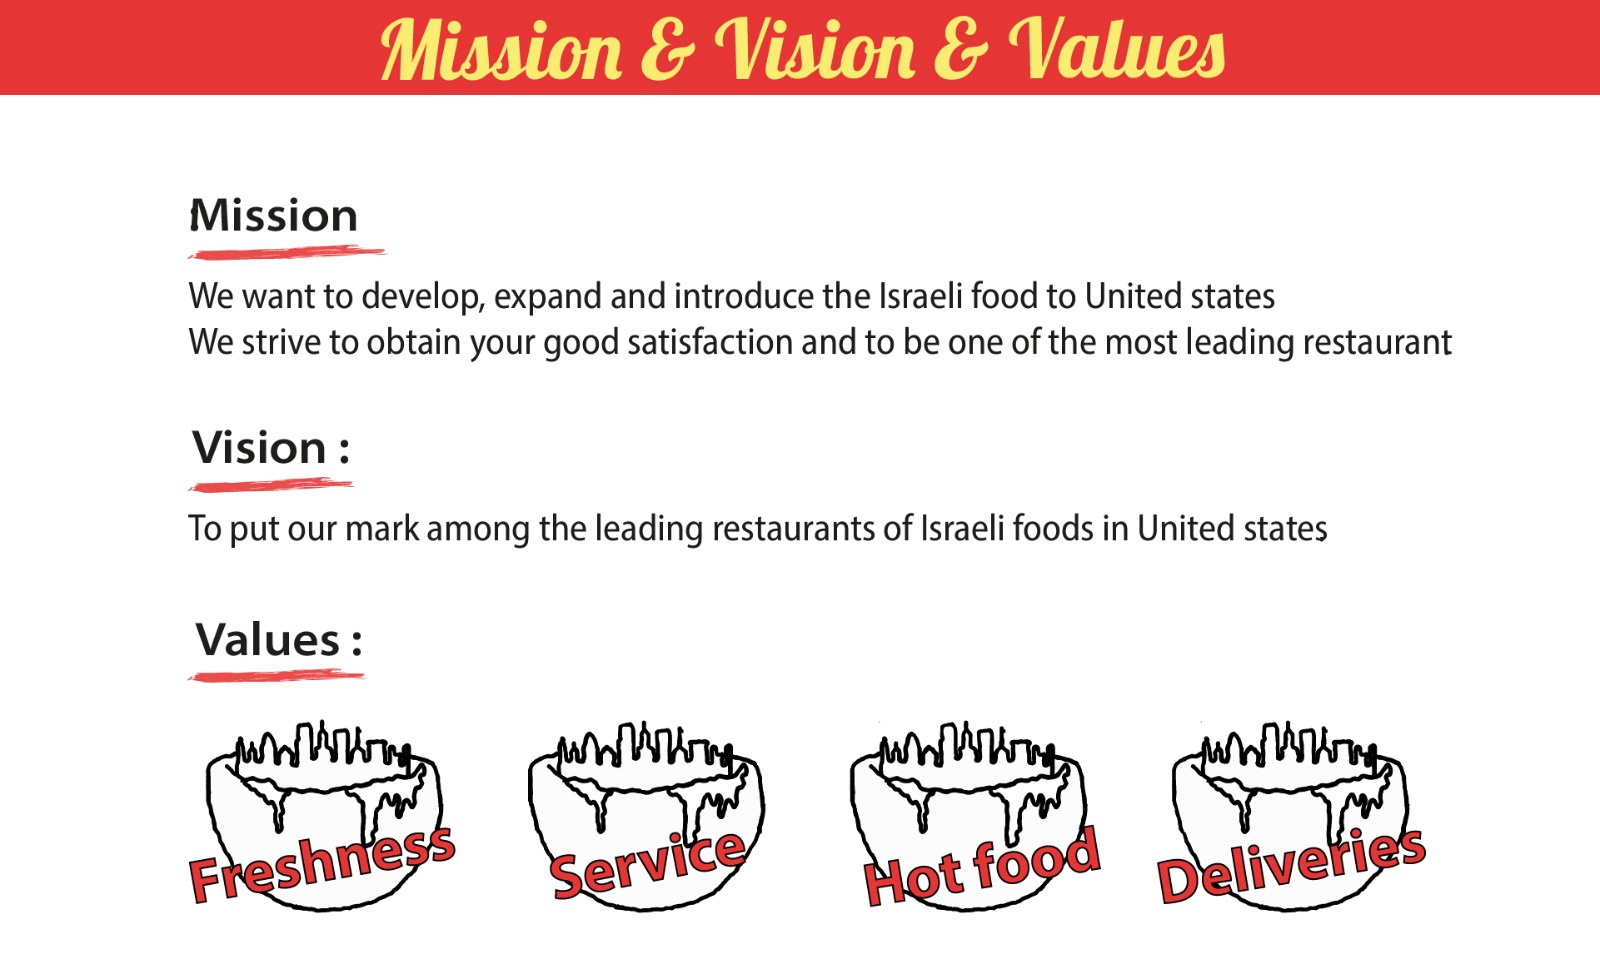 Mission & Vision & Values
Mission
We want to develop, expand and introduce the Israeli food to United states
We strive to obtain your good satisfaction and to be one of the most leading restaurant
Vision :
To put our mark among the leading restaurants of Israeli foods in United states
Values :
Freshness Service Hot food Deliveries